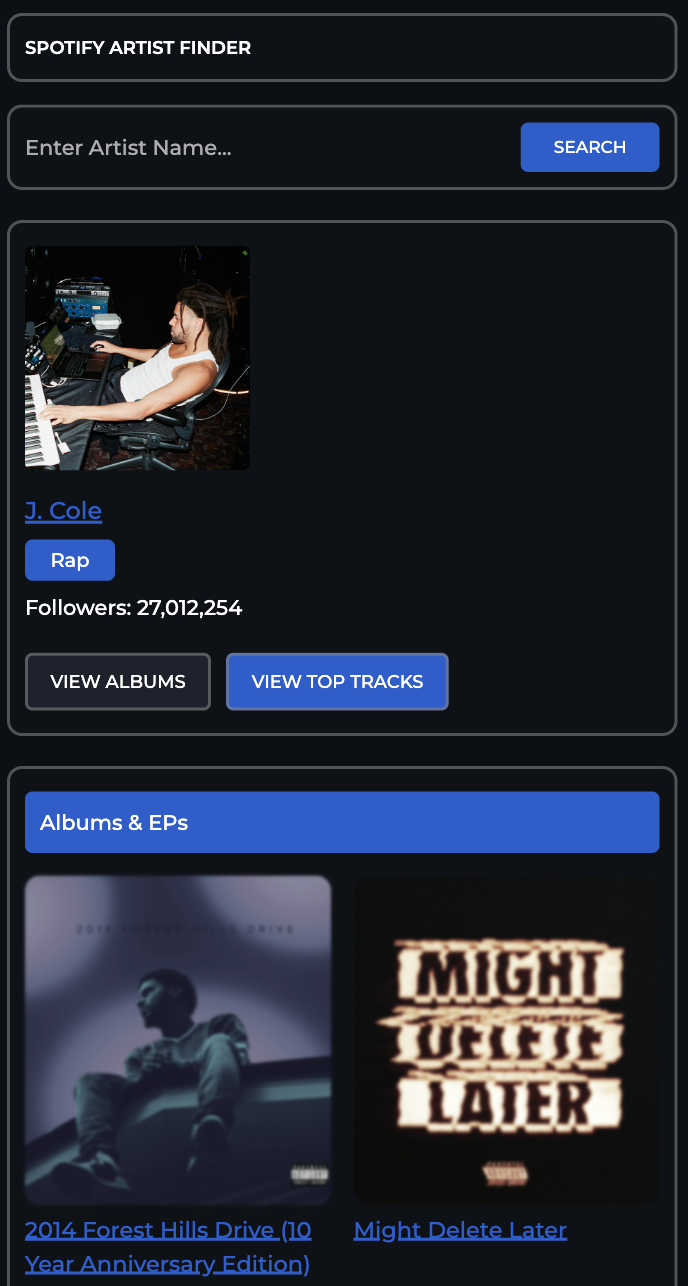 SPOTIFY ARTIST FINDER
Enter Artist Name...
SEARCH
J. Cole
Rap
Followers: 27,012,254
VIEW ALBUMS
VIEW TOP TRACKS
Albums & EPs
2014 FOREST HILLS DRIVE
MIGHT
DELETE
LATER
2014 Forest Hills Drive (10
Year Anniversary Edition)
Might Delete Later